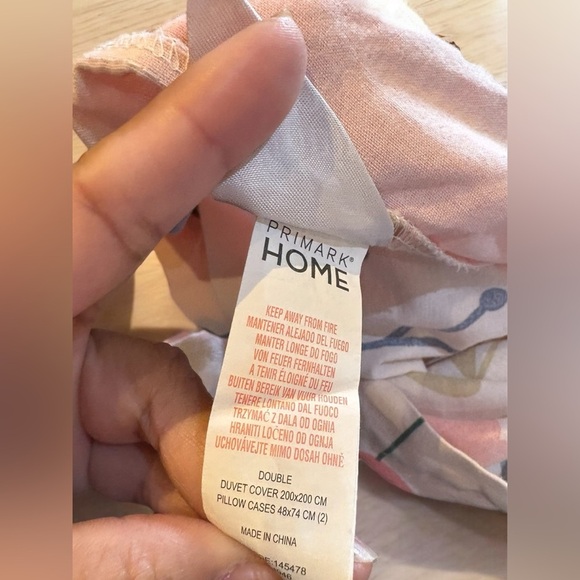 PRIMARK®
HOME
KEEP AWAY FROM FIRE
MANTENER ALEJADO DEL FUEGO
MANTER LONGE DO FOGO
VON FEUER FERNHALTEN
A TENIR ÉLOIGNÉ DU FEU
BUITEN BEREIK VAN VUUR HOUDEN
TENERE LONTANO DAL FUOCO
TRZYMAĆ Z DALA OD OGNIA
HRANITI LOČENO OD OGNJA
UCHOVÁVEJTE MIMO DOSAH OHNĚ
DOUBLE
DUVET COVER 200x200 CM
PILLOW CASES 48x74 CM (2)
MADE IN CHINA
145478